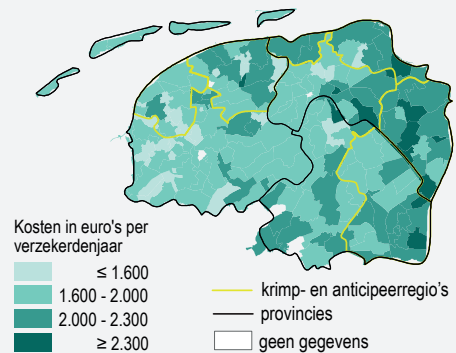 Kosten in euro's per
verzekerdenjaar
≤ 1.600
1.600 - 2.000
2.000 - 2.300
≥ 2.300
krimp- en anticipeerregio's
provincies
geen gegevens